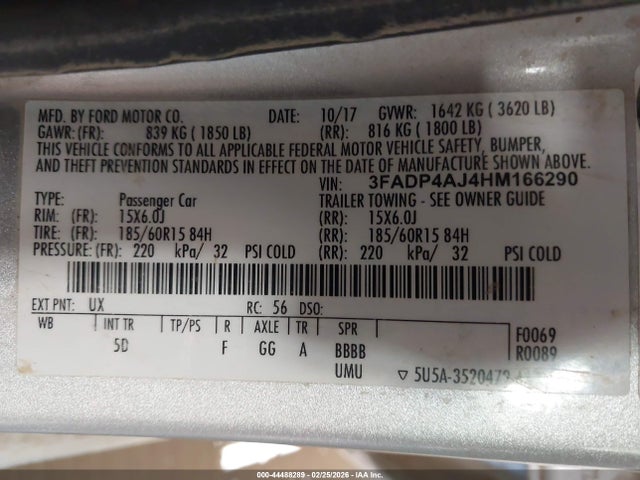 MFD. BY FORD MOTOR CO. DATE: 10/17 GVWR: 1642 KG ( 3620 LB)
GAWR: (FR): 839 KG ( 1850 LB) (RR): 816 KG ( 1800 LB)
THIS VEHICLE CONFORMS TO ALL APPLICABLE FEDERAL MOTOR VEHICLE SAFETY, BUMPER,
AND THEFT PREVENTION STANDARDS IN EFFECT ON THE DATE OF MANUFACTURE SHOWN ABOVE.
VIN: 3FADP4AJ4HM166290
TYPE: Passenger Car TRAILER TOWING - SEE OWNER GUIDE
RIM: (FR): 15X6.0J (RR): 15X6.0J
TIRE: (FR): 185/60R15 84H (RR): 185/60R15 84H
PRESSURE: (FR): 220 kPa/ 32 PSI COLD (RR): 220 kPa/ 32 PSI COLD
EXT PNT: UX RC: 56 DSO:
WB INT TR TP/PS R AXLE TR SPR F0069
5D F GG A BBBB R0089
UMU ▽ 5U5A-3520472
000-44488289 - 02/25/2026 - IAAI.COM